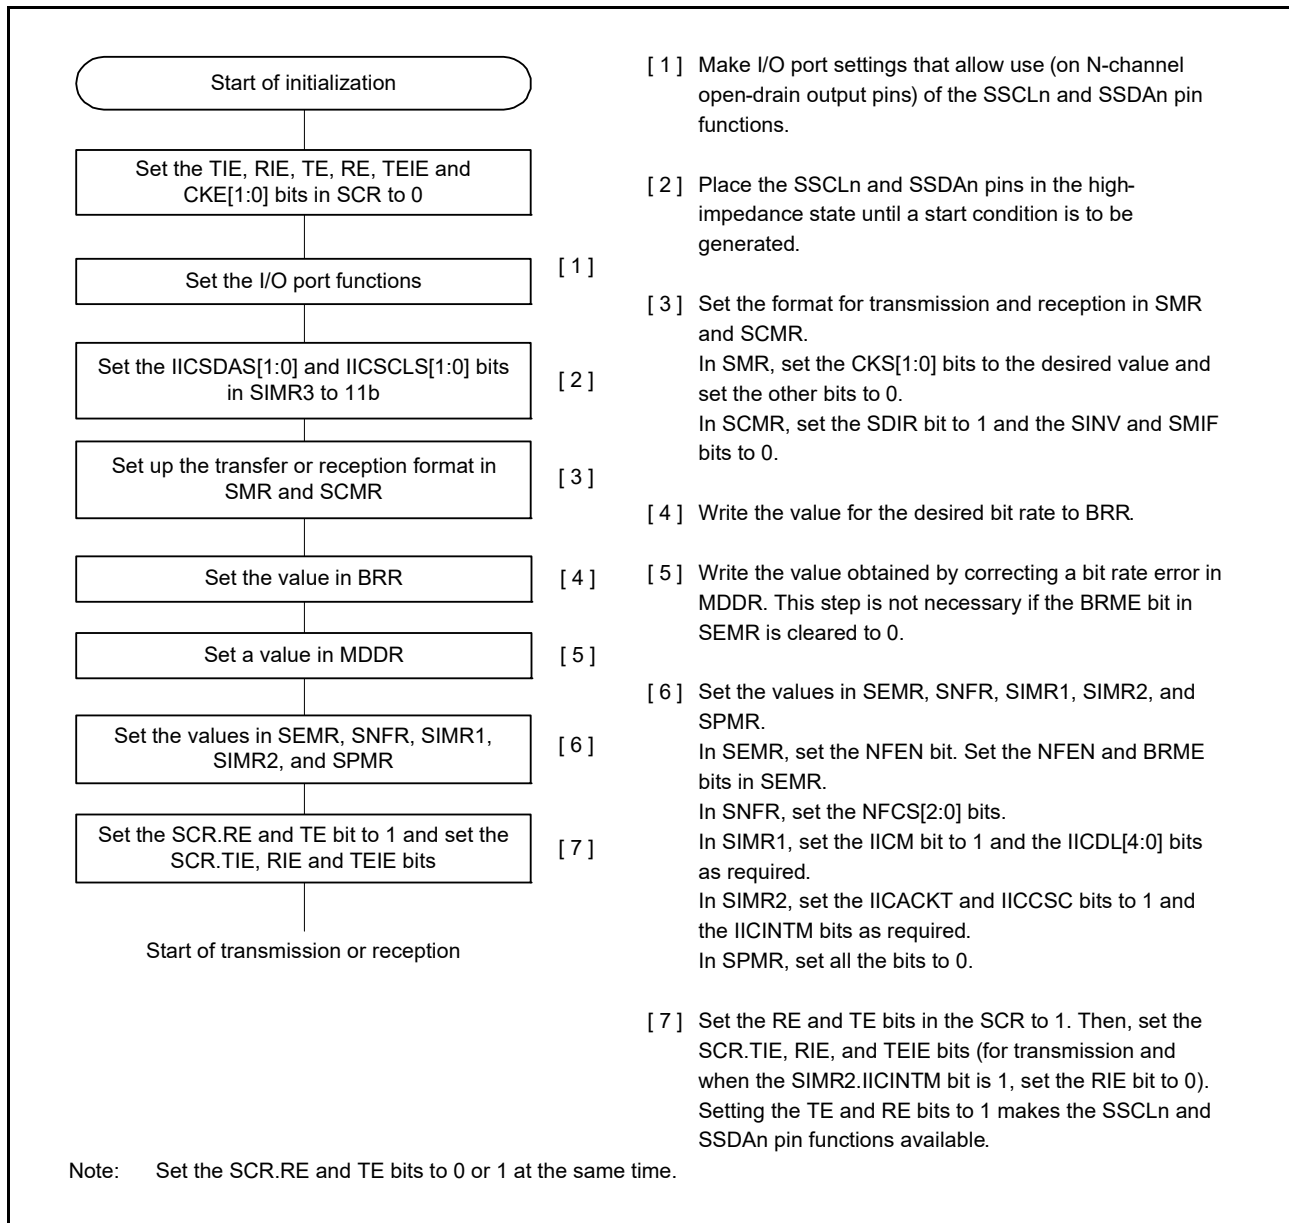 Start of initialization
Set the TIE, RIE, TE, RE, TEIE and
CKE[1:0] bits in SCR to 0
Set the I/O port functions
[ 1 ]
Set the IICSDAS[1:0] and IICSCLS[1:0] bits
in SIMR3 to 11b
[ 2 ]
Set up the transfer or reception format in
SMR and SCMR
[ 3 ]
Set the value in BRR
[ 4 ]
Set a value in MDDR
[ 5 ]
Set the values in SEMR, SNFR, SIMR1,
SIMR2, and SPMR
[ 6 ]
Set the SCR.RE and TE bit to 1 and set the
SCR.TIE, RIE and TEIE bits
[ 7 ]
Start of transmission or reception
[ 1 ] Make I/O port settings that allow use (on N-channel
open-drain output pins) of the SSCLn and SSDAn pin
functions.
[ 2 ] Place the SSCLn and SSDAn pins in the high-
impedance state until a start condition is to be
generated.
[ 3 ] Set the format for transmission and reception in SMR
and SCMR.
In SMR, set the CKS[1:0] bits to the desired value and
set the other bits to 0.
In SCMR, set the SDIR bit to 1 and the SINV and SMIF
bits to 0.
[ 4 ] Write the value for the desired bit rate to BRR.
[ 5 ] Write the value obtained by correcting a bit rate error in
MDDR. This step is not necessary if the BRME bit in
SEMR is cleared to 0.
[ 6 ] Set the values in SEMR, SNFR, SIMR1, SIMR2, and
SPMR.
In SEMR, set the NFEN bit. Set the NFEN and BRME
bits in SEMR.
In SNFR, set the NFCS[2:0] bits.
In SIMR1, set the IICM bit to 1 and the IICDL[4:0] bits
as required.
In SIMR2, set the IICACKT and IICCSC bits to 1 and
the IICINTM bits as required.
In SPMR, set all the bits to 0.
[ 7 ] Set the RE and TE bits in the SCR to 1. Then, set the
SCR.TIE, RIE, and TEIE bits (for transmission and
when the SIMR2.IICINTM bit is 1, set the RIE bit to 0).
Setting the TE and RE bits to 1 makes the SSCLn and
SSDAn pin functions available.
Note: Set the SCR.RE and TE bits to 0 or 1 at the same time.